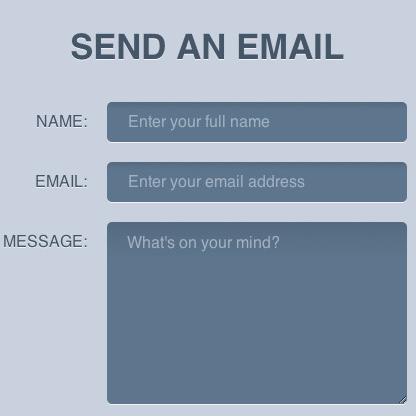 SEND AN EMAIL
NAME: Enter your full name
EMAIL: Enter your email address
MESSAGE: What's on your mind?